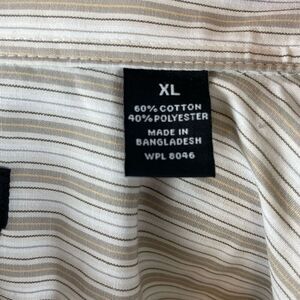 XL
60% COTTON
40% POLYESTER
MADE IN
BANGLADESH
WPL 8046